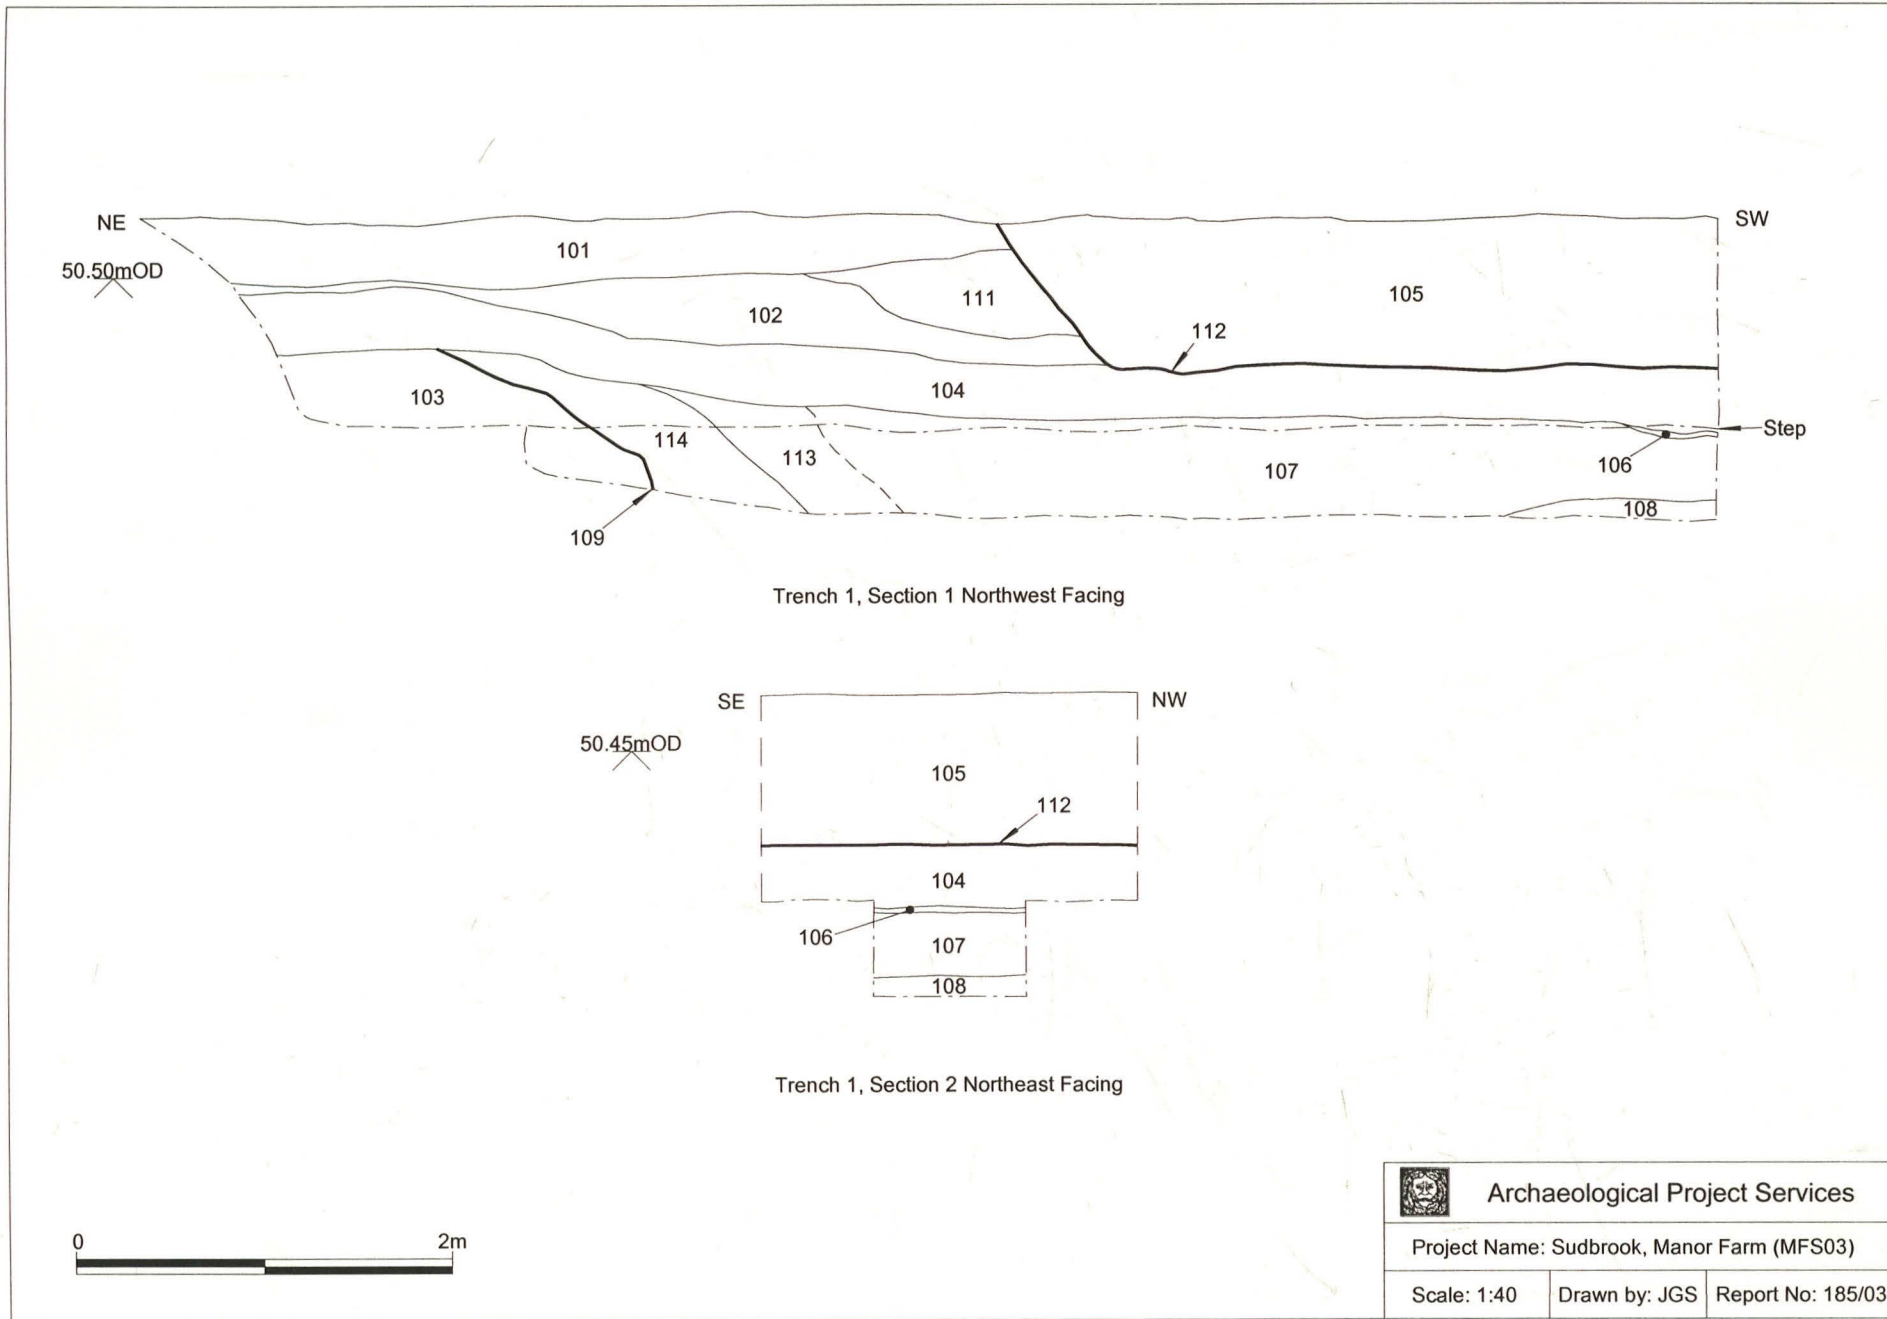 NE
SW
50.50mOD
101
102
111
105
112
103
104
114
113
107
106
Step
108
109
Trench 1, Section 1 Northwest Facing
SE
NW
50.45mOD
105
112
104
106
107
108
Trench 1, Section 2 Northeast Facing
0
2m
Archaeological Project Services
Project Name: Sudbrook, Manor Farm (MFS03)
Scale: 1:40
Drawn by: JGS
Report No: 185/03